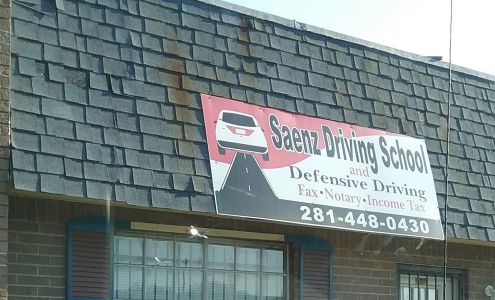 Saenz Driving School
and
Defensive Driving
Fax • Notary • Income Tax
281-448-0430